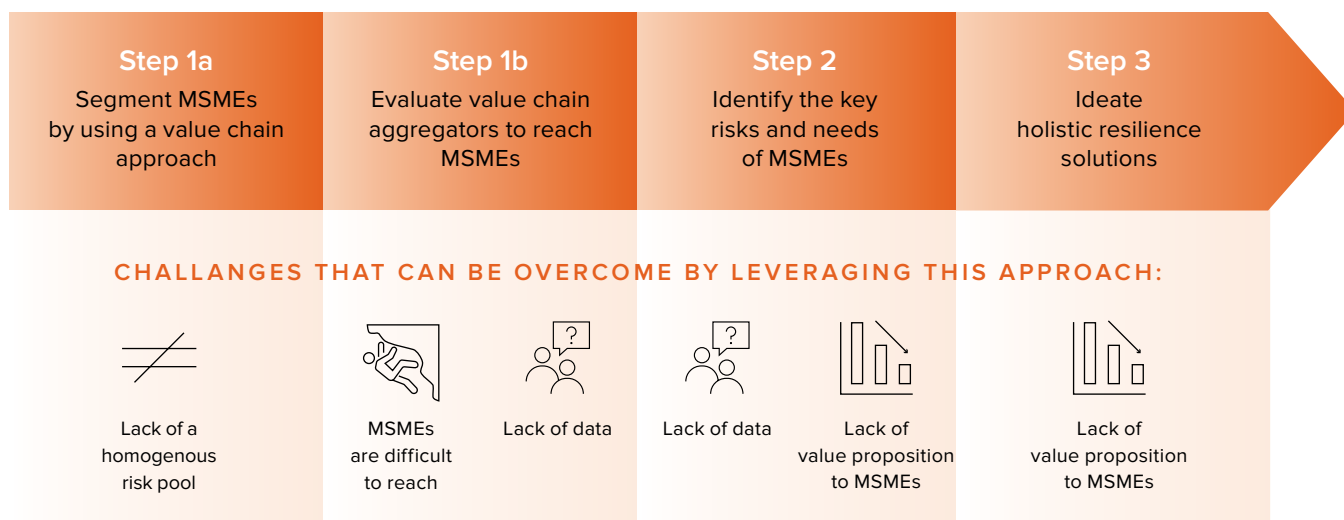 Step 1a
Segment MSMEs
by using a value chain
approach
Step 1b
Evaluate value chain
aggregators to reach
MSMEs
Step 2
Identify the key
risks and needs
of MSMEs
Step 3
Ideate
holistic resilience
solutions
CHALLANGES THAT CAN BE OVERCOME BY LEVERAGING THIS APPROACH:
Lack of a
homogenous
risk pool
MSMEs
are difficult
to reach
?
Lack of data
?
Lack of data
Lack of
value proposition
to MSMEs
Lack of
value proposition
to MSMEs